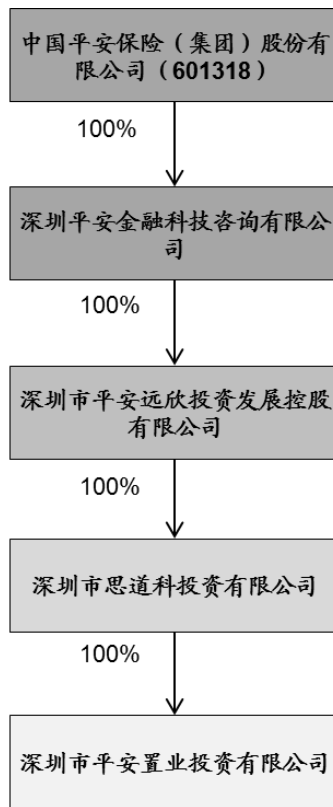 中国平安保险（集团）股份有
限公司（601318）
100%
深圳平安金融科技咨询有限公
司
100%
深圳市平安远欣投资发展控股
有限公司
100%
深圳市思道科投资有限公司
100%
深圳市平安置业投资有限公司